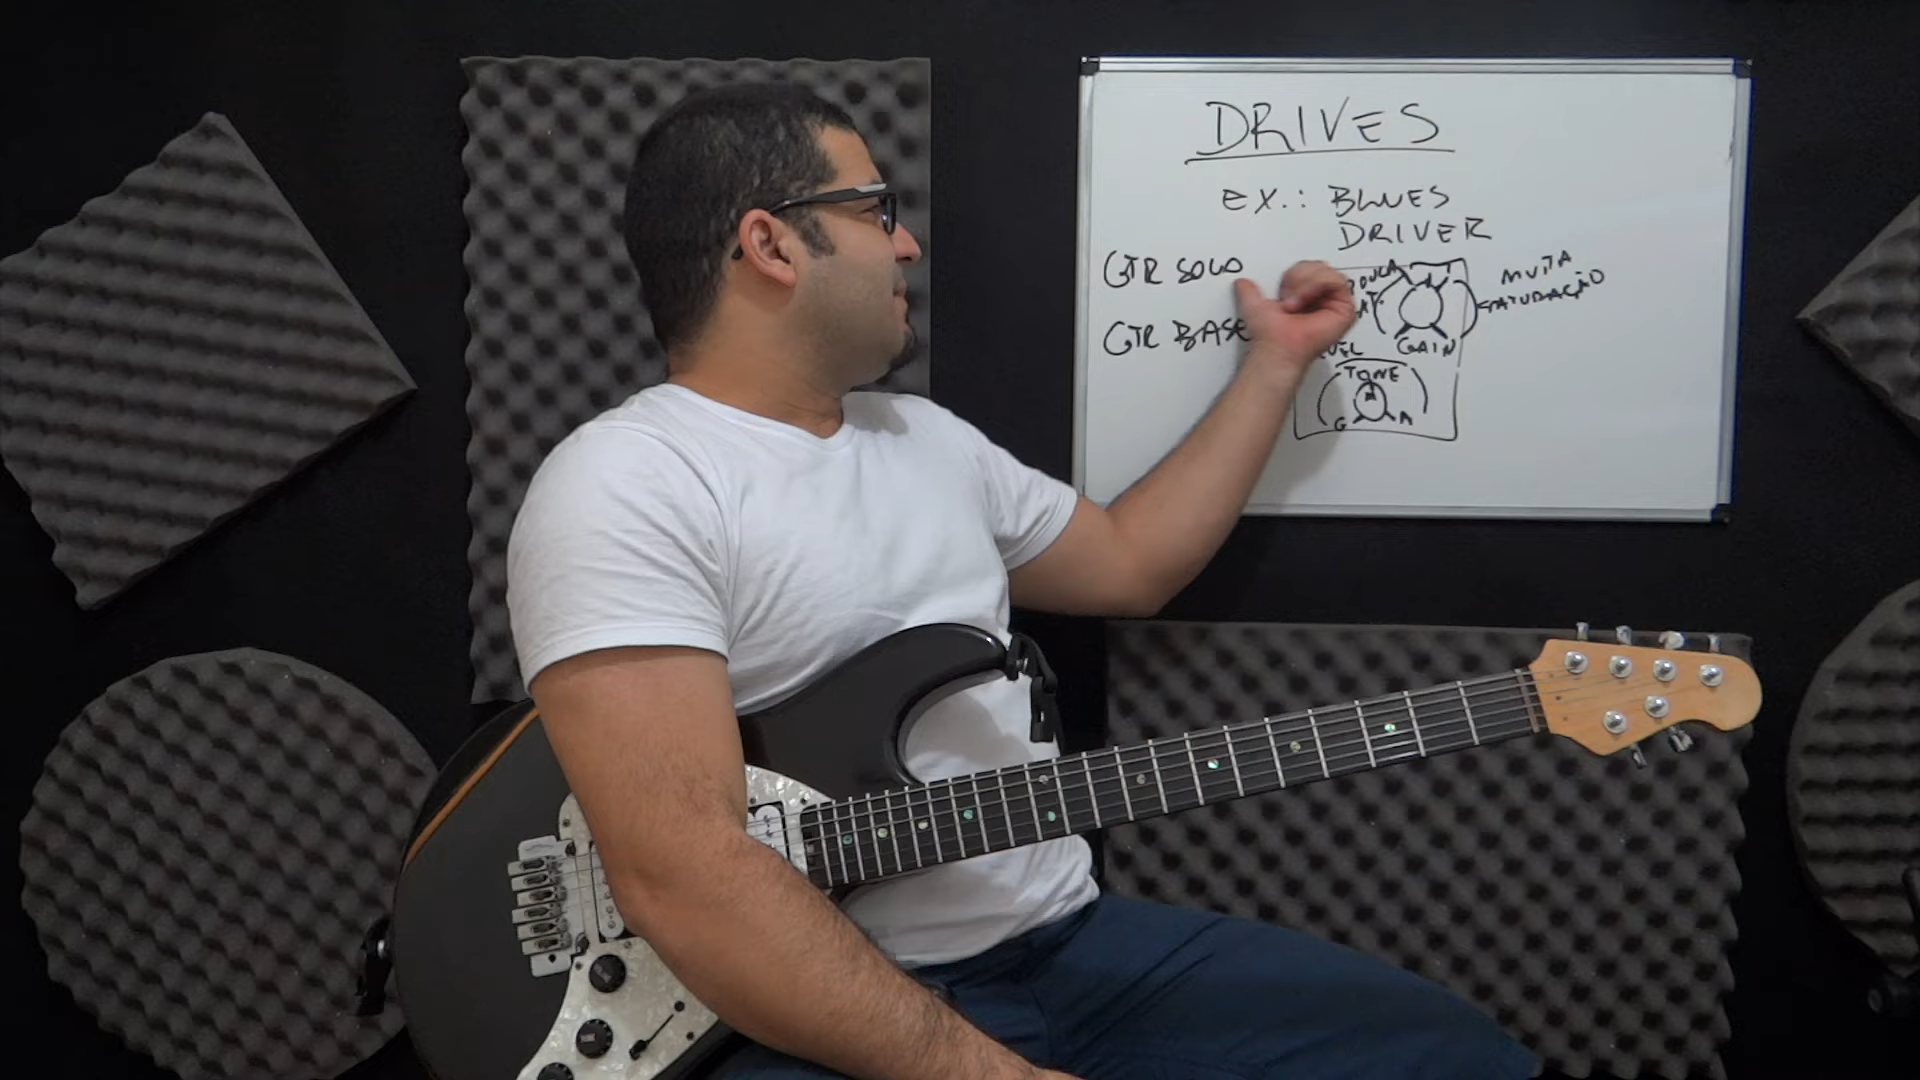 DRIVES
EX.: BLUES
DRIVER
GTR SOLO
GTR BASE
MUITA
SATURAÇÃO
GAIN
TONE
M
G A